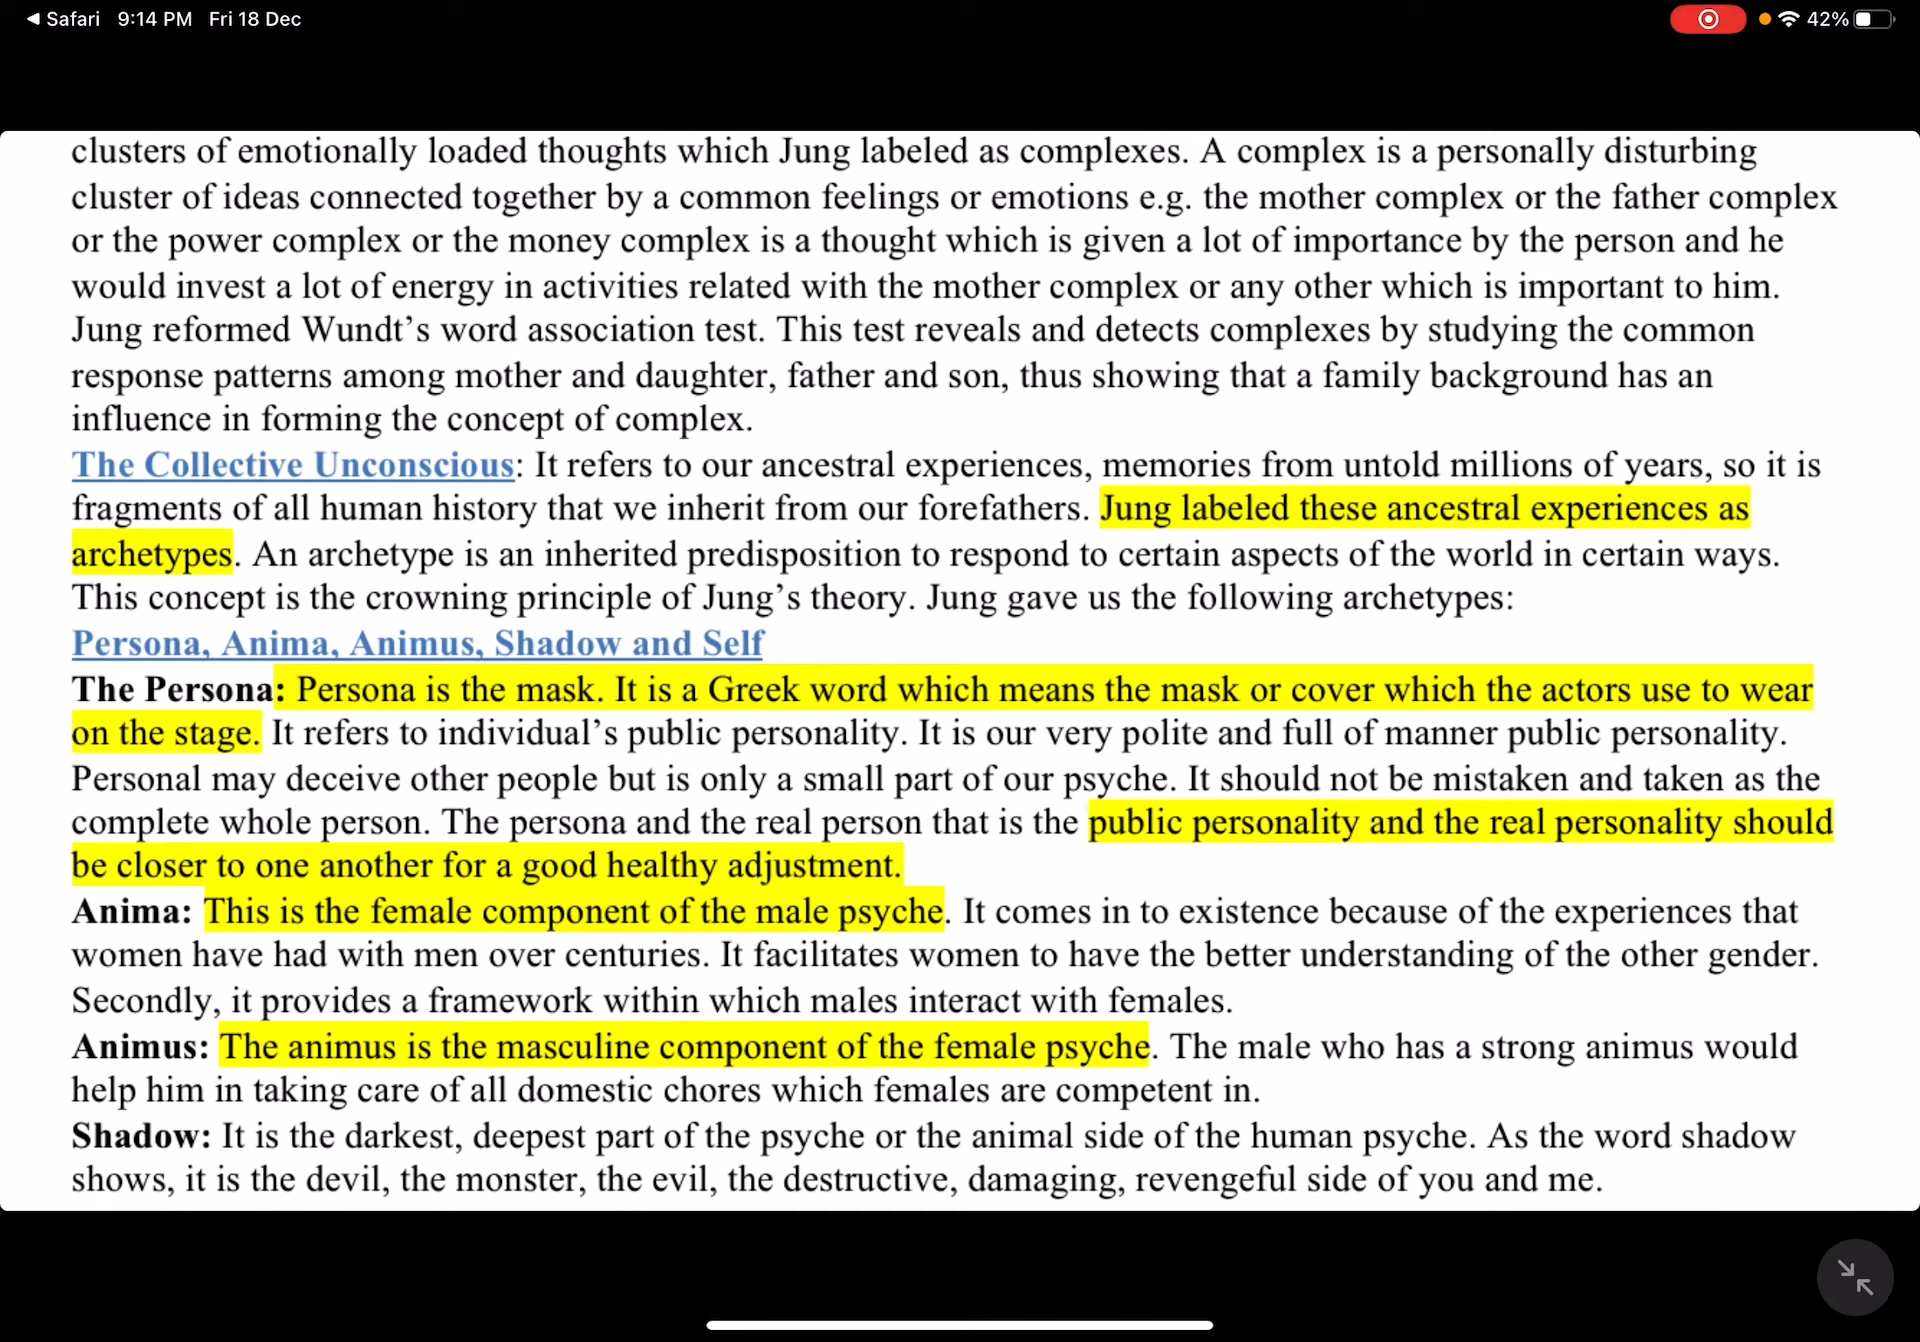 ◀ Safari 9:14 PM Fri 18 Dec 42%
clusters of emotionally loaded thoughts which Jung labeled as complexes. A complex is a personally disturbing
cluster of ideas connected together by a common feelings or emotions e.g. the mother complex or the father complex
or the power complex or the money complex is a thought which is given a lot of importance by the person and he
would invest a lot of energy in activities related with the mother complex or any other which is important to him.
Jung reformed Wundt’s word association test. This test reveals and detects complexes by studying the common
response patterns among mother and daughter, father and son, thus showing that a family background has an
influence in forming the concept of complex.
The Collective Unconscious: It refers to our ancestral experiences, memories from untold millions of years, so it is
fragments of all human history that we inherit from our forefathers. Jung labeled these ancestral experiences as
archetypes. An archetype is an inherited predisposition to respond to certain aspects of the world in certain ways.
This concept is the crowning principle of Jung’s theory. Jung gave us the following archetypes:
Persona, Anima, Animus, Shadow and Self
The Persona: Persona is the mask. It is a Greek word which means the mask or cover which the actors use to wear
on the stage. It refers to individual’s public personality. It is our very polite and full of manner public personality.
Personal may deceive other people but is only a small part of our psyche. It should not be mistaken and taken as the
complete whole person. The persona and the real person that is the public personality and the real personality should
be closer to one another for a good healthy adjustment.
Anima: This is the female component of the male psyche. It comes in to existence because of the experiences that
women have had with men over centuries. It facilitates women to have the better understanding of the other gender.
Secondly, it provides a framework within which males interact with females.
Animus: The animus is the masculine component of the female psyche. The male who has a strong animus would
help him in taking care of all domestic chores which females are competent in.
Shadow: It is the darkest, deepest part of the psyche or the animal side of the human psyche. As the word shadow
shows, it is the devil, the monster, the evil, the destructive, damaging, revengeful side of you and me.